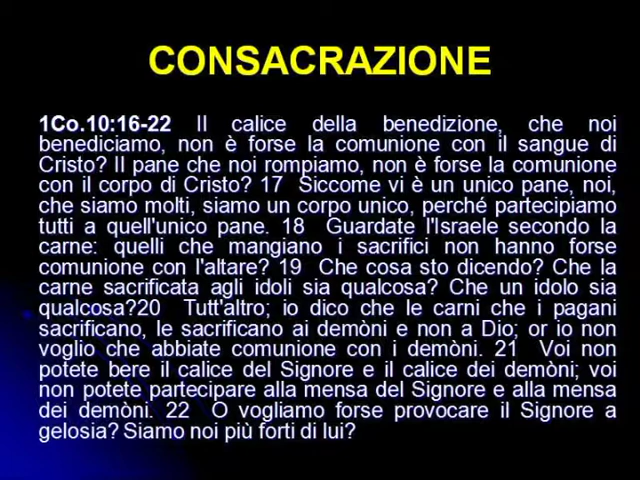 CONSACRAZIONE
1Co.10:16-22 Il calice della benedizione, che noi
benediciamo, non è forse la comunione con il sangue di
Cristo? Il pane che noi rompiamo, non è forse la comunione
con il corpo di Cristo? 17 Siccome vi è un unico pane, noi,
che siamo molti, siamo un corpo unico, perché partecipiamo
tutti a quell'unico pane. 18 Guardate l'Israele secondo la
carne: quelli che mangiano i sacrifici non hanno forse
comunione con l'altare? 19 Che cosa sto dicendo? Che la
carne sacrificata agli idoli sia qualcosa? Che un idolo sia
qualcosa?20 Tutt'altro; io dico che le carni che i pagani
sacrificano, le sacrificano ai demòni e non a Dio; or io non
voglio che abbiate comunione con i demòni. 21 Voi non
potete bere il calice del Signore e il calice dei demòni; voi
non potete partecipare alla mensa del Signore e alla mensa
dei demòni. 22 O vogliamo forse provocare il Signore a
gelosia? Siamo noi più forti di lui?